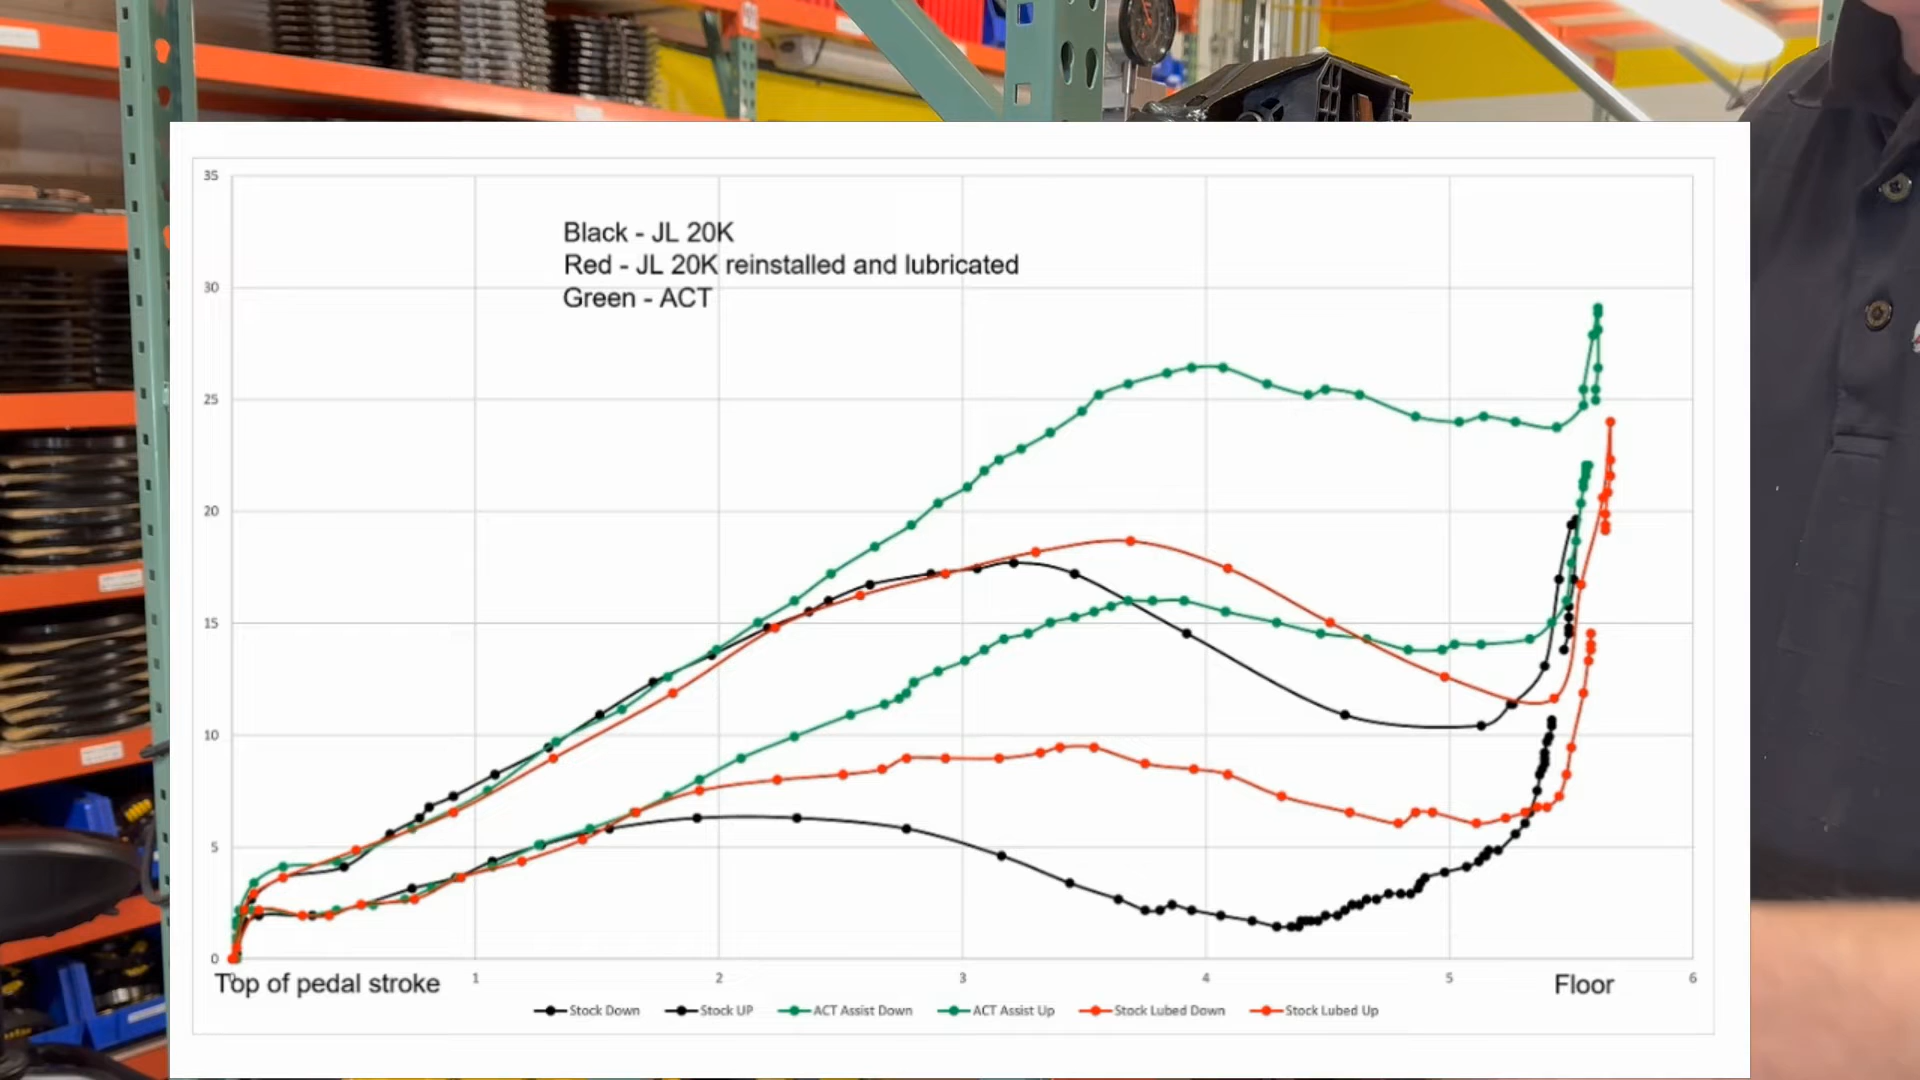 35
Black - JL 20K
Red - JL 20K reinstalled and lubricated
30
Green - ACT
25
20
15
10
5
0
0 1 2 3 4 5 6
Top of pedal stroke Floor
Stock Down Stock UP ACT Assist Down ACT Assist Up Stock Lubed Down Stock Lubed Up